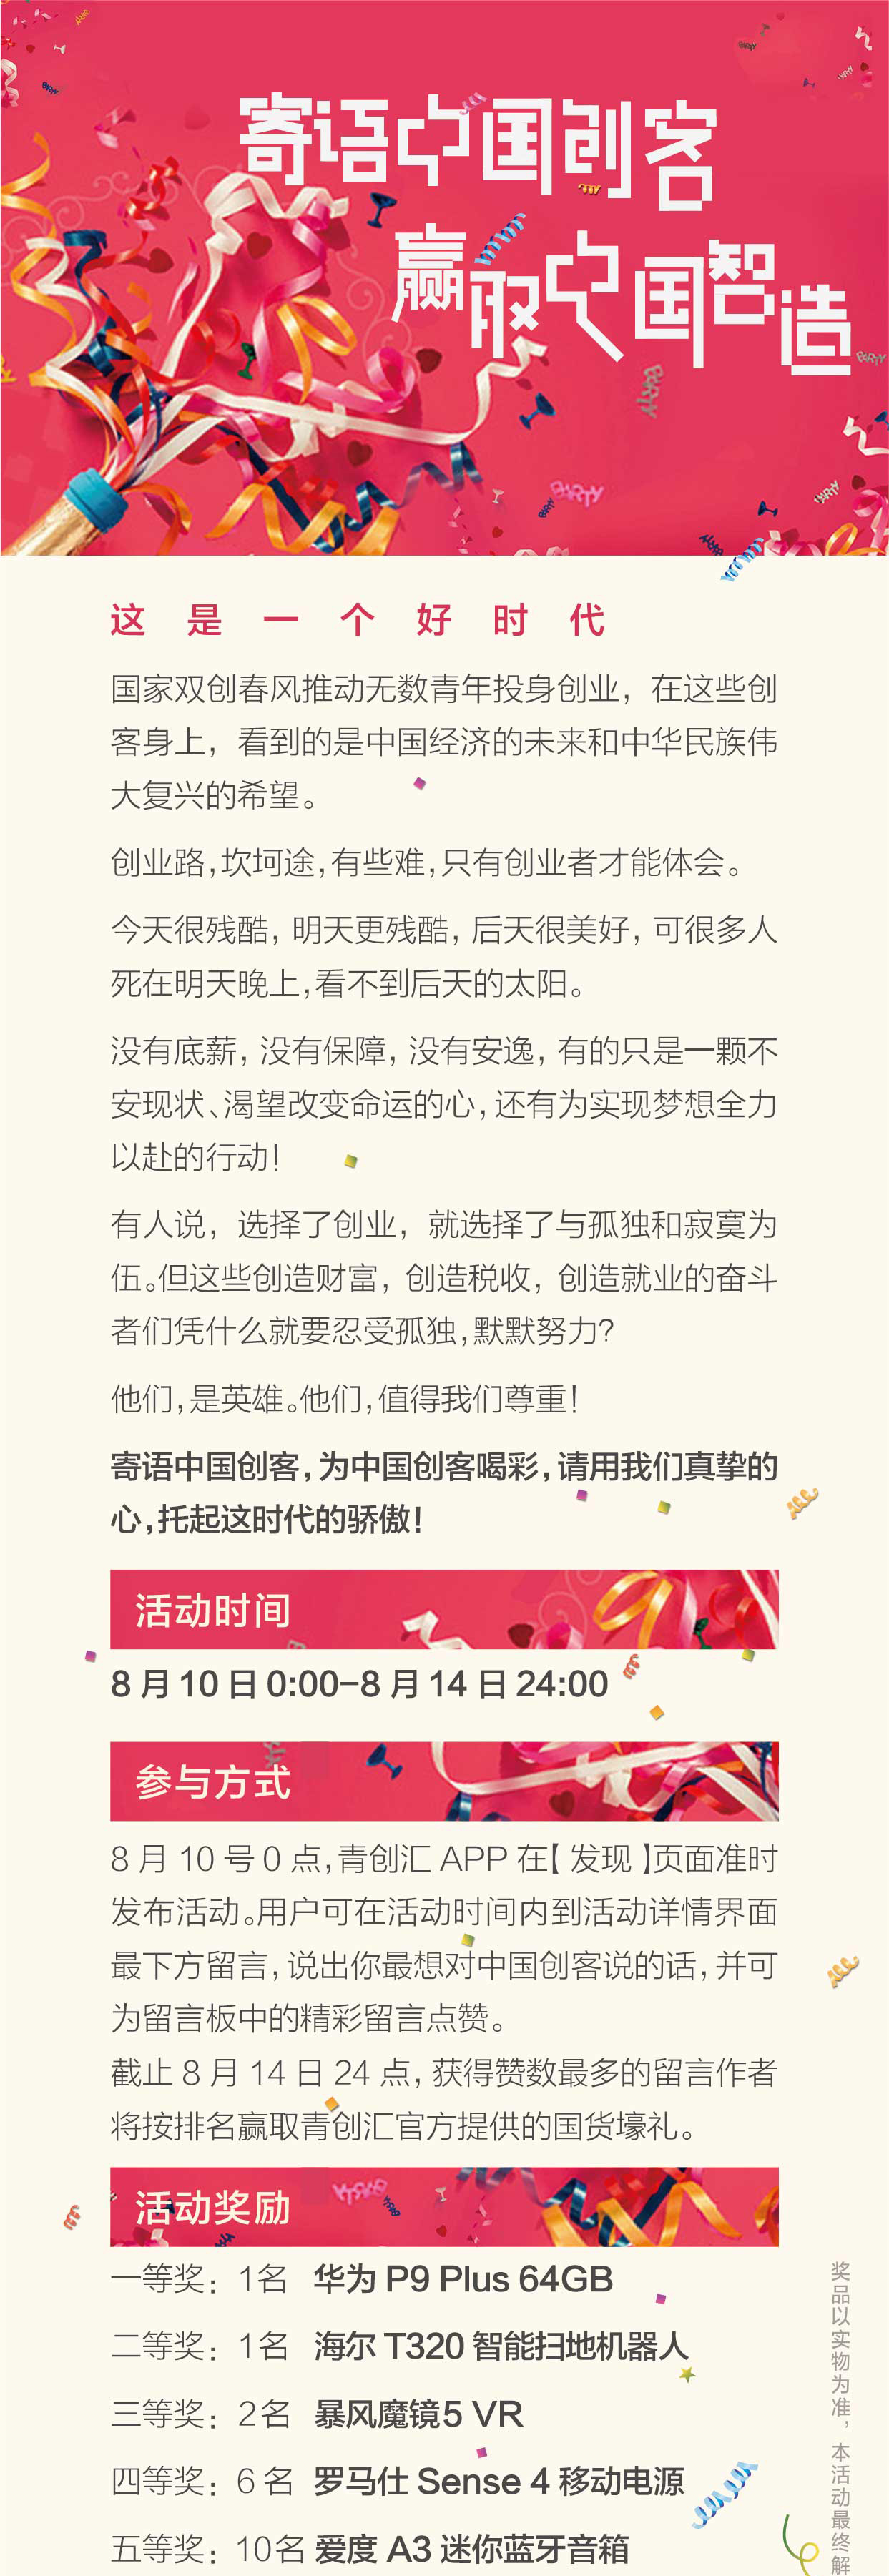 寄语中国创客
赢取中国智造
这是一个好时代
国家双创春风推动无数青年投身创业，在这些创
客身上，看到的是中国经济的未来和中华民族伟
大复兴的希望。
创业路，坎坷途，有些难，只有创业者才能体会。
今天很残酷，明天更残酷，后天很美好，可很多人
死在明天晚上，看不到后天的太阳。
没有底薪，没有保障，没有安逸，有的只是一颗不
安现状、渴望改变命运的心，还有为实现梦想全力
以赴的行动！
有人说，选择了创业，就选择了与孤独和寂寞为
伍。但这些创造财富，创造税收，创造就业的奋斗
者们凭什么就要忍受孤独，默默努力？
他们，是英雄。他们，值得我们尊重！
寄语中国创客，为中国创客喝彩，请用我们真挚的
心，托起这时代的骄傲！
活动时间
8月10日0:00-8月14日24:00
参与方式
8月10号0点，青创汇APP在【发现】页面准时
发布活动。用户可在活动时间内到活动详情界面
最下方留言，说出你最想对中国创客说的话，并可
为留言板中的精彩留言点赞。
截止8月14日24点，获得赞数最多的留言作者
将按排名赢取青创汇官方提供的国货壕礼。
活动奖励
一等奖：1名 华为 P9 Plus 64GB
二等奖：1名 海尔 T320 智能扫地机器人
三等奖：2名 暴风魔镜5 VR
四等奖：6名 罗马仕 Sense 4 移动电源
五等奖：10名 爱度 A3 迷你蓝牙音箱
奖品以实物为准，本活动最终解